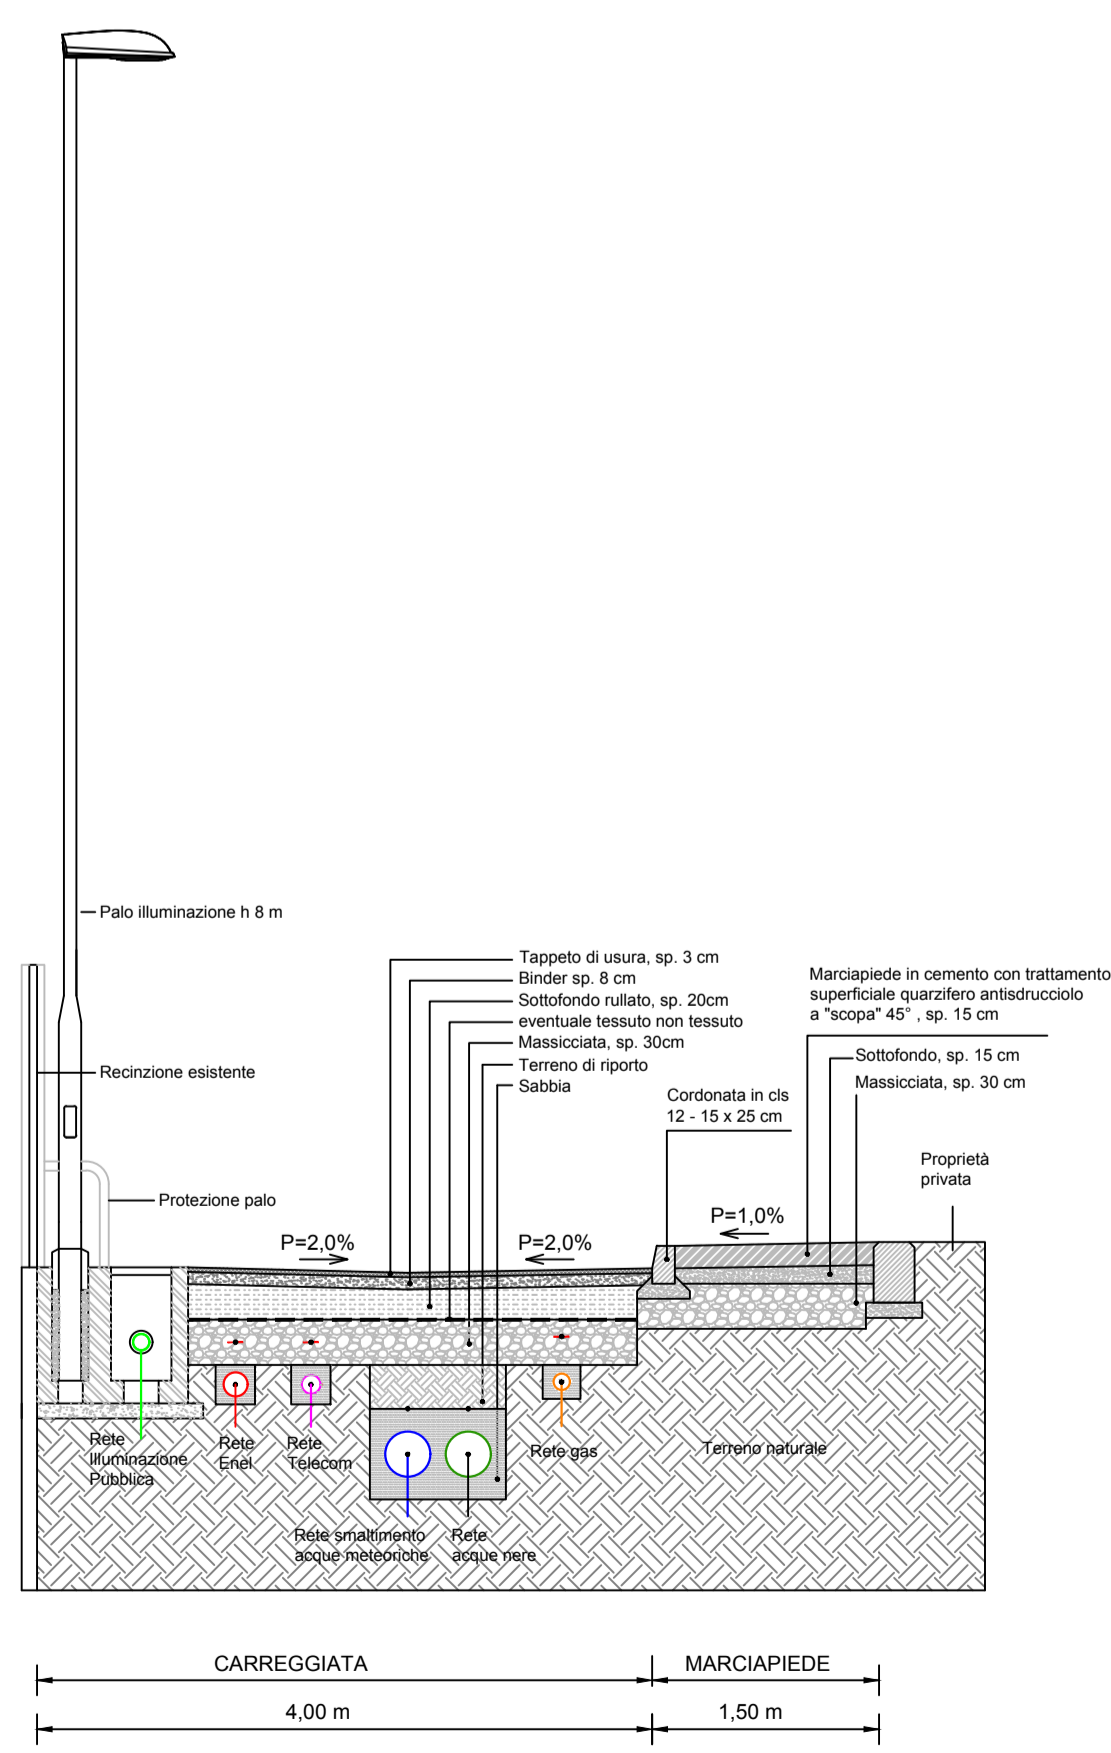 Palo illuminazione h 8 m
Tappeto di usura, sp. 3 cm
Binder sp. 8 cm
Sottofondo rullato, sp. 20cm
eventuale tessuto non tessuto
Massicciata, sp. 30cm
Terreno di riporto
Sabbia
Marciapiede in cemento con trattamento
superficiale quarzifero antisdrucciolo
a "scopa" 45° , sp. 15 cm
Sottofondo, sp. 15 cm
Massicciata, sp. 30 cm
Recinzione esistente
Cordonata in cls
12 - 15 x 25 cm
Proprietà
privata
Protezione palo
P=2,0%
P=2,0%
P=1,0%
Rete
Illuminazione
Pubblica
Rete
Enel
Rete
Telecom
Rete gas
Terreno naturale
Rete smaltimento
acque meteoriche
Rete
acque nere
CARREGGIATA
MARCIAPIEDE
4,00 m
1,50 m